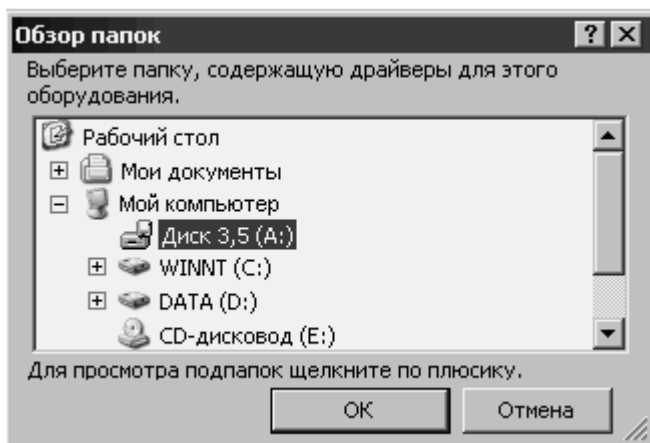 Обзор папок
Выберите папку, содержащую драйверы для этого
оборудования.
Рабочий стол
Мои документы
Мой компьютер
Диск 3,5 (A:)
WINNT (C:)
DATA (D:)
CD-дисковод (E:)
Для просмотра подпапок щелкните по плюсику.
OK
Отмена